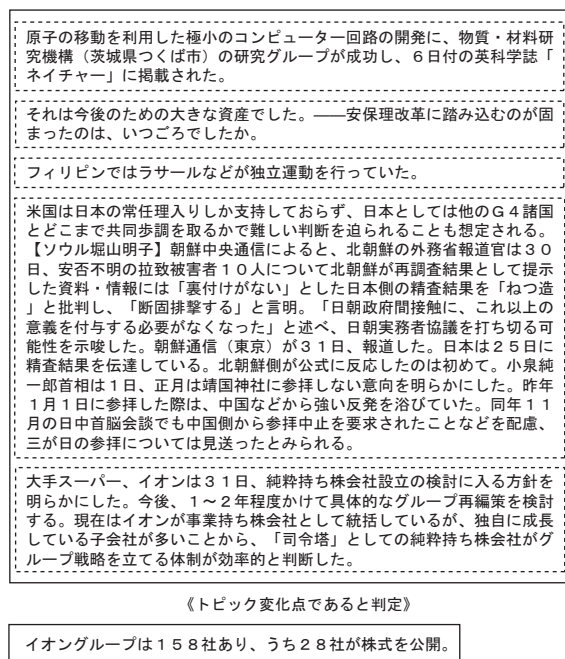 原子の移動を利用した極小のコンピューター回路の開発に、物質・材料研
究機構（茨城県つくば市）の研究グループが成功し、６日付の英科学誌「
ネイチャー」に掲載された。
それは今後のための大きな資産でした。――安保理改革に踏み込むのが固
まったのは、いつごろでしたか。
フィリピンではラサールなどが独立運動を行っていた。
米国は日本の常任理入りしか支持しておらず、日本としては他のＧ４諸国
とどこまで共同歩調を取るかで難しい判断を迫られることも想定される。
【ソウル堀山明子】朝鮮中央通信によると、北朝鮮の外務省報道官は３０
日、安否不明の拉致被害者１０人について北朝鮮が再調査結果として提示
した資料・情報には「裏付けがない」とした日本側の精査結果を「ねつ造
」と批判し、「断固排撃する」と言明。「日朝政府間接触に、これ以上の
意義を付与する必要がなくなった」と述べ、日朝実務者協議を打ち切る可
能性を示唆した。朝鮮通信（東京）が３１日、報道した。日本は２５日に
精査結果を伝達している。北朝鮮側が公式に反応したのは初めて。小泉純
一郎首相は１日、正月は靖国神社に参拝しない意向を明らかにした。昨年
１月１日に参拝した際は、中国などから強い反発を浴びていた。同年１１
月の日中首脳会談でも中国側から参拝中止を要求されたことなどを配慮、
三が日の参拝については見送ったとみられる。
大手スーパー、イオンは３１日、純粋持ち株会社設立の検討に入る方針を
明らかにした。今後、１～２年程度かけて具体的なグループ再編策を検討
する。現在はイオンが事業持ち株会社として統括しているが、独自に成長
している子会社が多いことから、「司令塔」としての純粋持ち株会社がグ
ループ戦略を立てる体制が効率的と判断した。
《トピック変化点であると判定》
イオングループは１５８社あり、うち２８社が株式を公開。